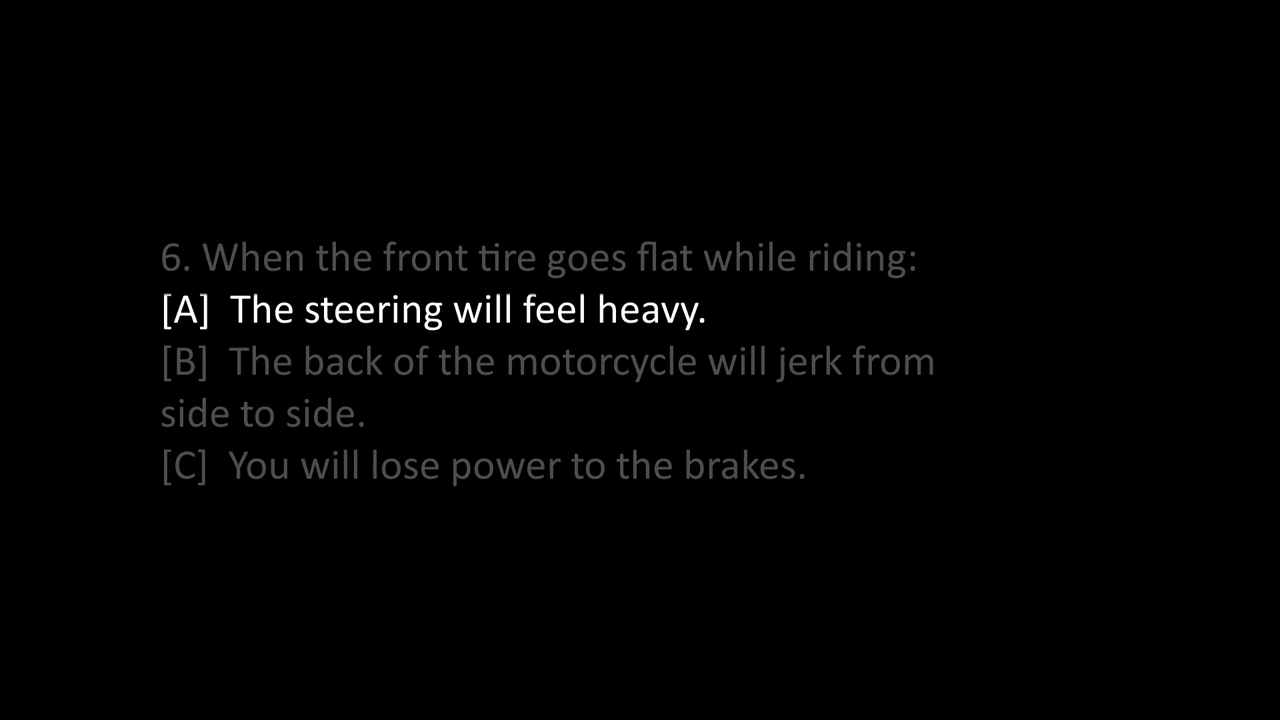 6. When the front tire goes flat while riding:
[A]  The steering will feel heavy.
[B]  The back of the motorcycle will jerk from
side to side.
[C]  You will lose power to the brakes.